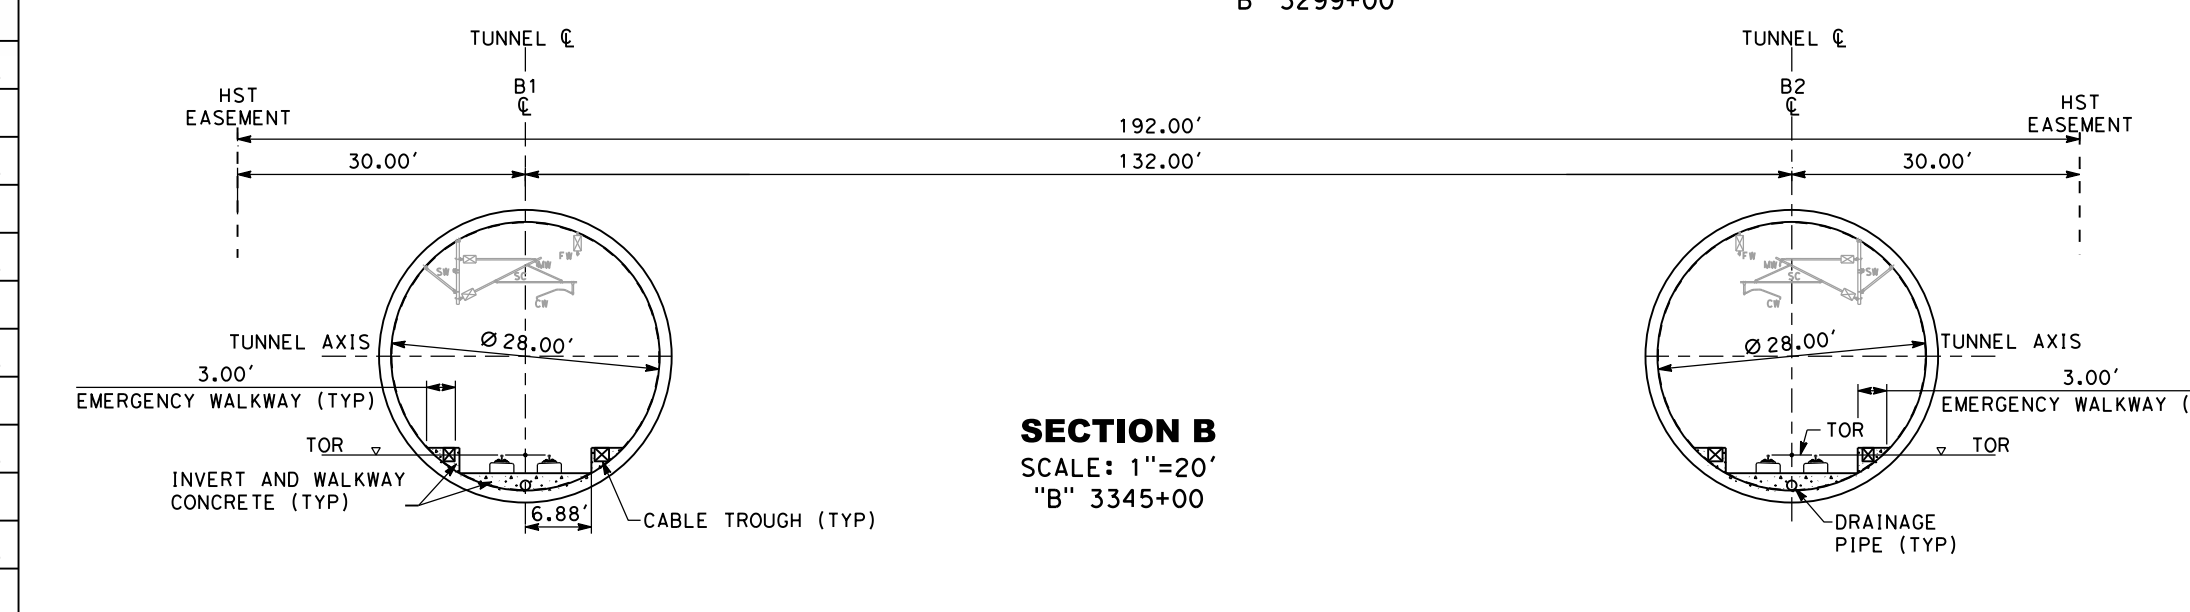 "B" 3299+00
TUNNEL ℄
TUNNEL ℄
B1
℄
B2
℄
HST
EASEMENT
HST
EASEMENT
192.00'
30.00'
132.00'
30.00'
FW
MW
SW
SC
CW
FW
MW
SW
SC
CW
TUNNEL AXIS
Ø 28.00'
Ø 28.00'
TUNNEL AXIS
3.00'
EMERGENCY WALKWAY (TYP)
3.00'
EMERGENCY WALKWAY (
TOR
TOR
TOR
SECTION B
SCALE: 1"=20'
"B" 3345+00
INVERT AND WALKWAY
CONCRETE (TYP)
6.88'
CABLE TROUGH (TYP)
DRAINAGE
PIPE (TYP)